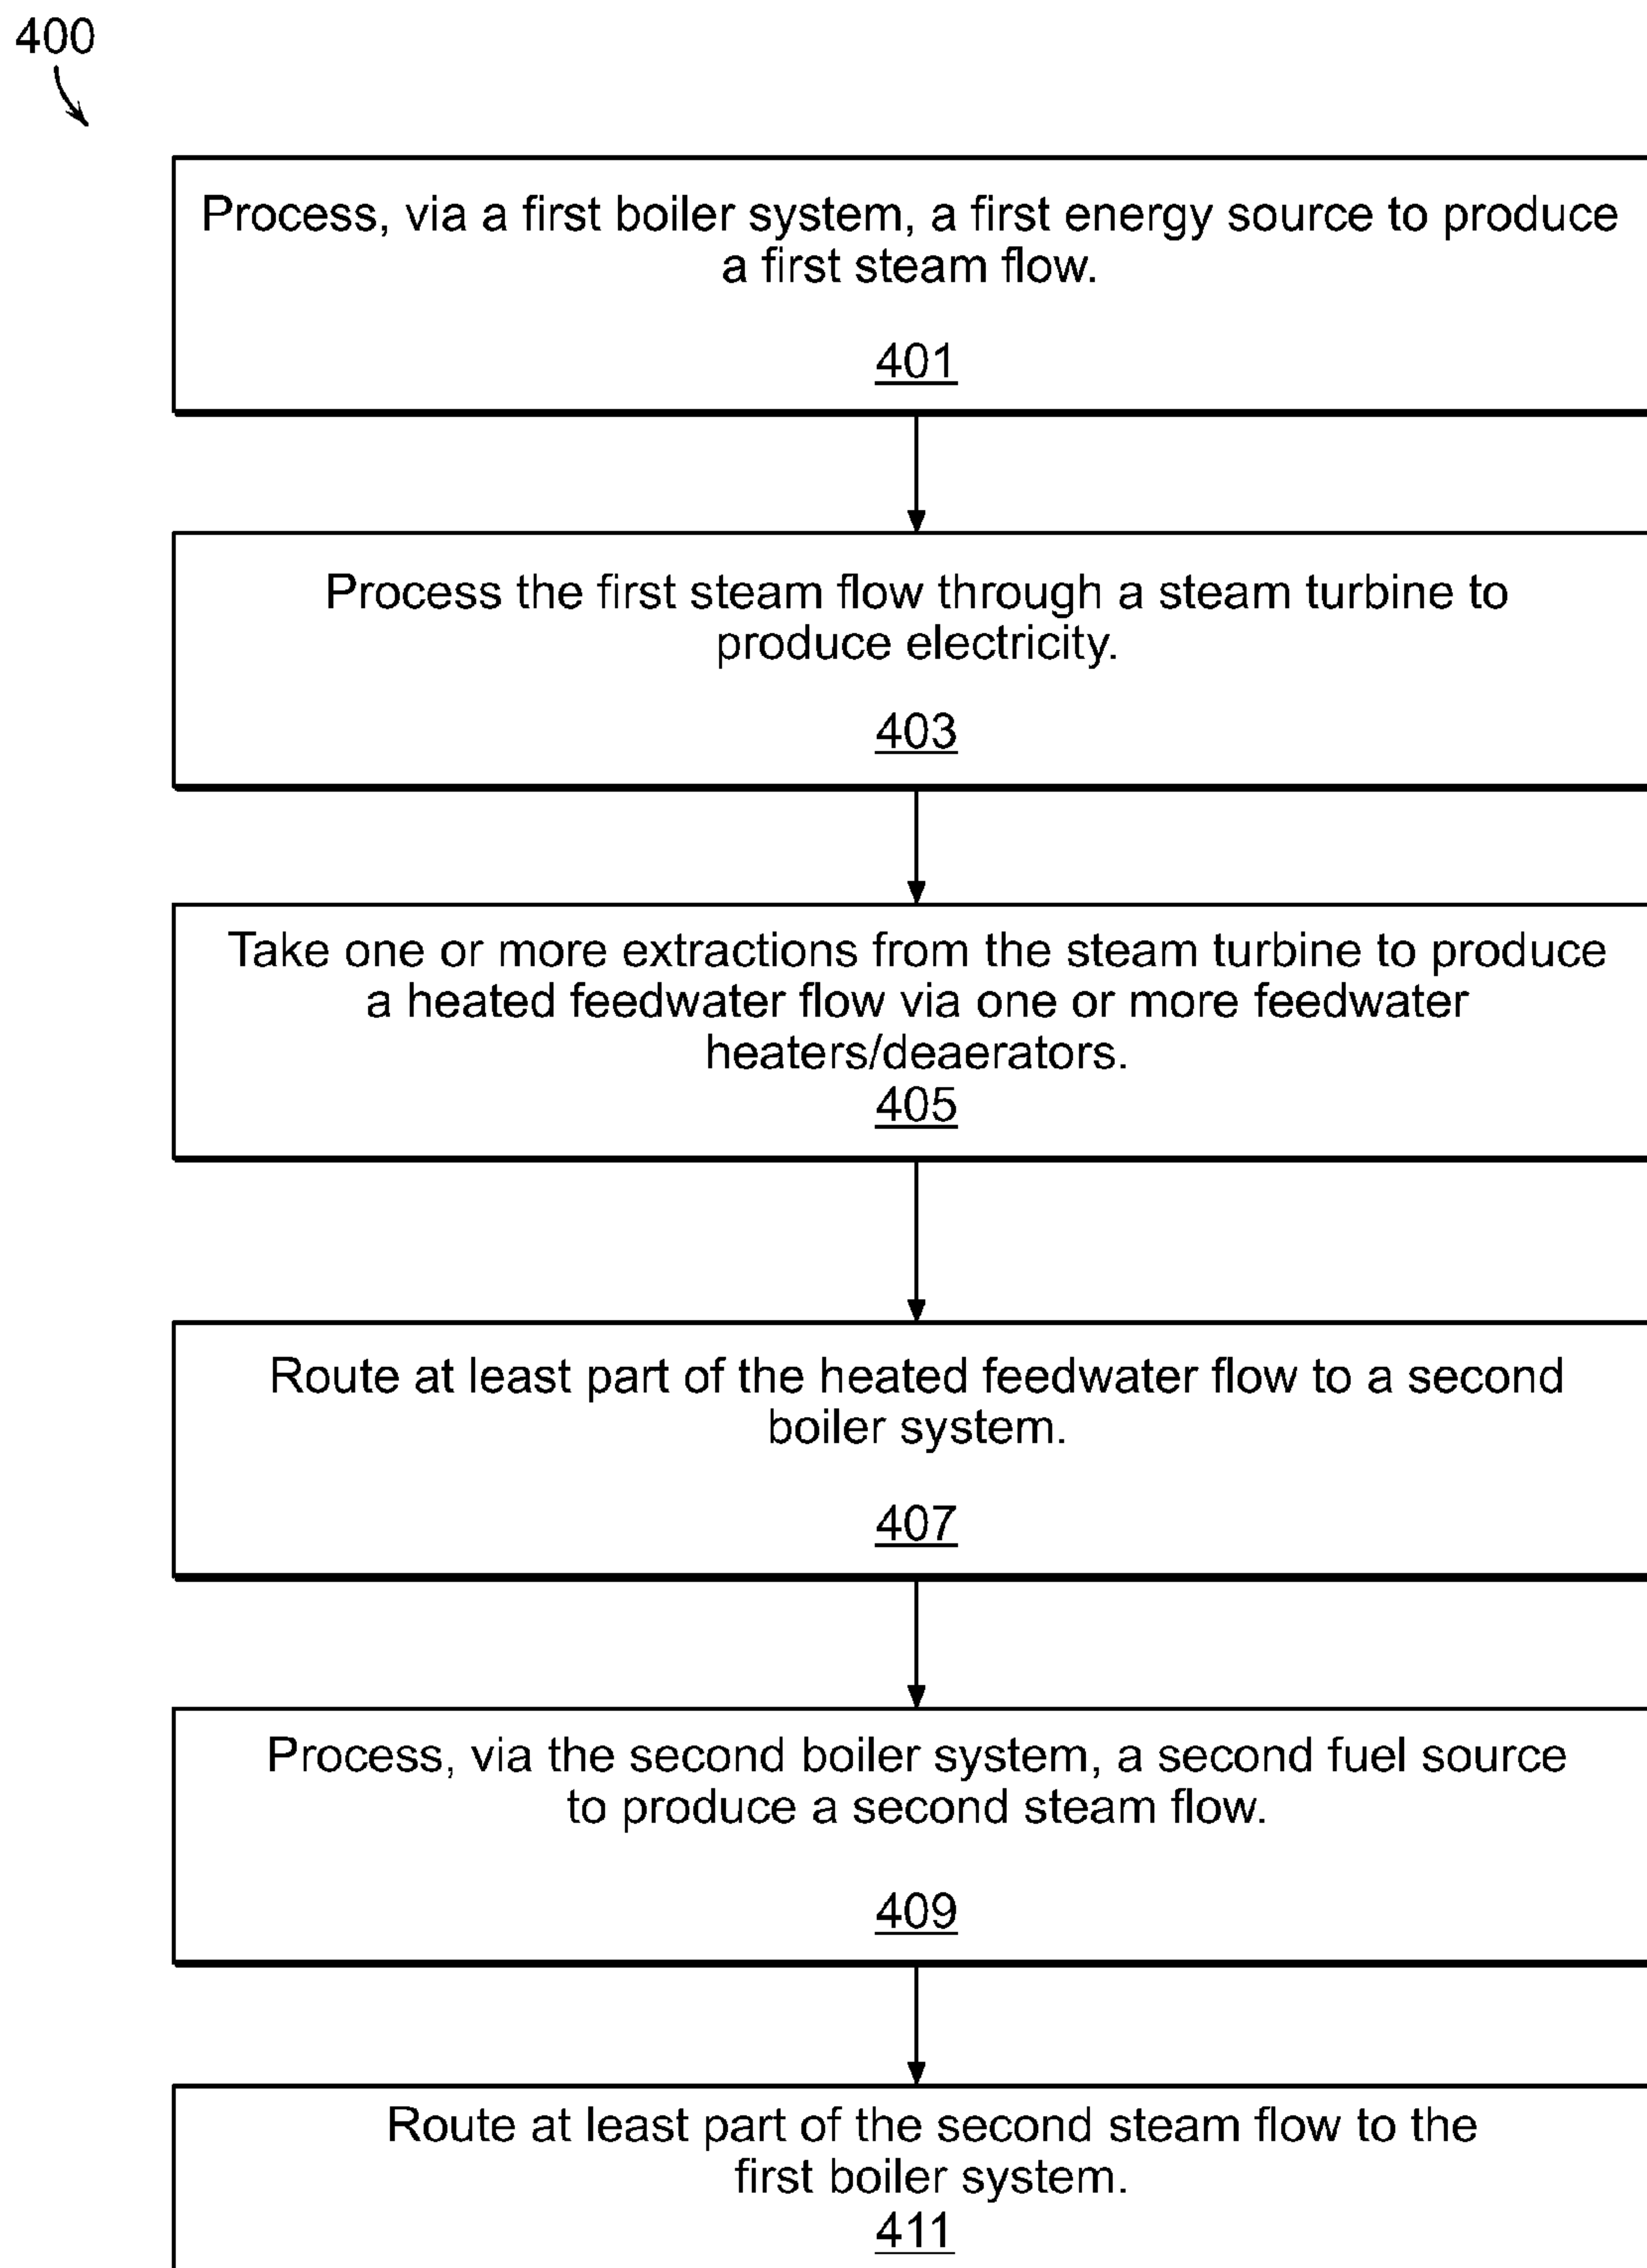 400
Process, via a first boiler system, a first energy source to produce
a first steam flow.
401
Process the first steam flow through a steam turbine to
produce electricity.
403
Take one or more extractions from the steam turbine to produce
a heated feedwater flow via one or more feedwater
heaters/deaerators.
405
Route at least part of the heated feedwater flow to a second
boiler system.
407
Process, via the second boiler system, a second fuel source
to produce a second steam flow.
409
Route at least part of the second steam flow to the
first boiler system.
411